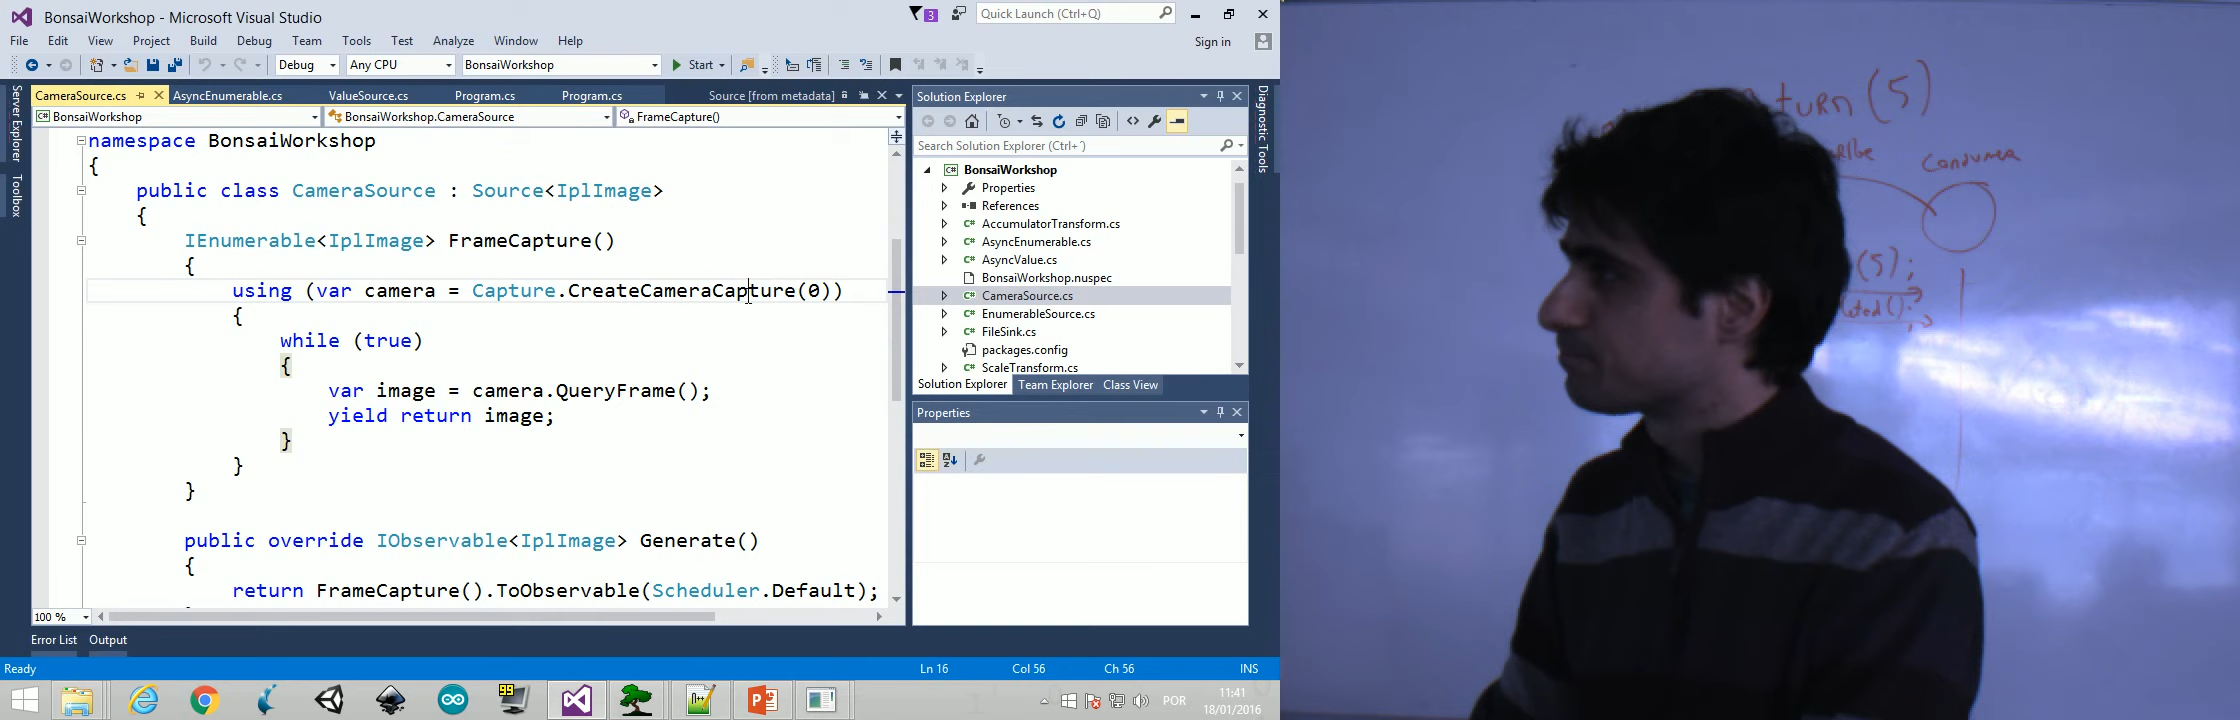 BonsaiWorkshop - Microsoft Visual Studio
3
Quick Launch (Ctrl+Q)
File Edit View Project Build Debug Team Tools Test Analyze Window Help
Sign in
Debug Any CPU BonsaiWorkshop Start
Server Explorer
Toolbox
CameraSource.cs AsyncEnumerable.cs ValueSource.cs Program.cs Program.cs Source [from metadata]
BonsaiWorkshop BonsaiWorkshop.CameraSource FrameCapture()
namespace BonsaiWorkshop
{
public class CameraSource : Source<IplImage>
{
IEnumerable<IplImage> FrameCapture()
{
using (var camera = Capture.CreateCameraCapture(0))
{
while (true)
{
var image = camera.QueryFrame();
yield return image;
}
}
}
public override IObservable<IplImage> Generate()
{
return FrameCapture().ToObservable(Scheduler.Default);
100 %
Error List Output
Solution Explorer
Search Solution Explorer (Ctrl+´)
BonsaiWorkshop
Properties
References
C# AccumulatorTransform.cs
C# AsyncEnumerable.cs
C# AsyncValue.cs
BonsaiWorkshop.nuspec
C# CameraSource.cs
C# EnumerableSource.cs
C# FileSink.cs
packages.config
C# ScaleTransform.cs
Solution Explorer Team Explorer Class View
Properties
Diagnostic Tools
Ready Ln 16 Col 56 Ch 56 INS
99
POR
11:41
18/01/2016
turn (5)
(5);